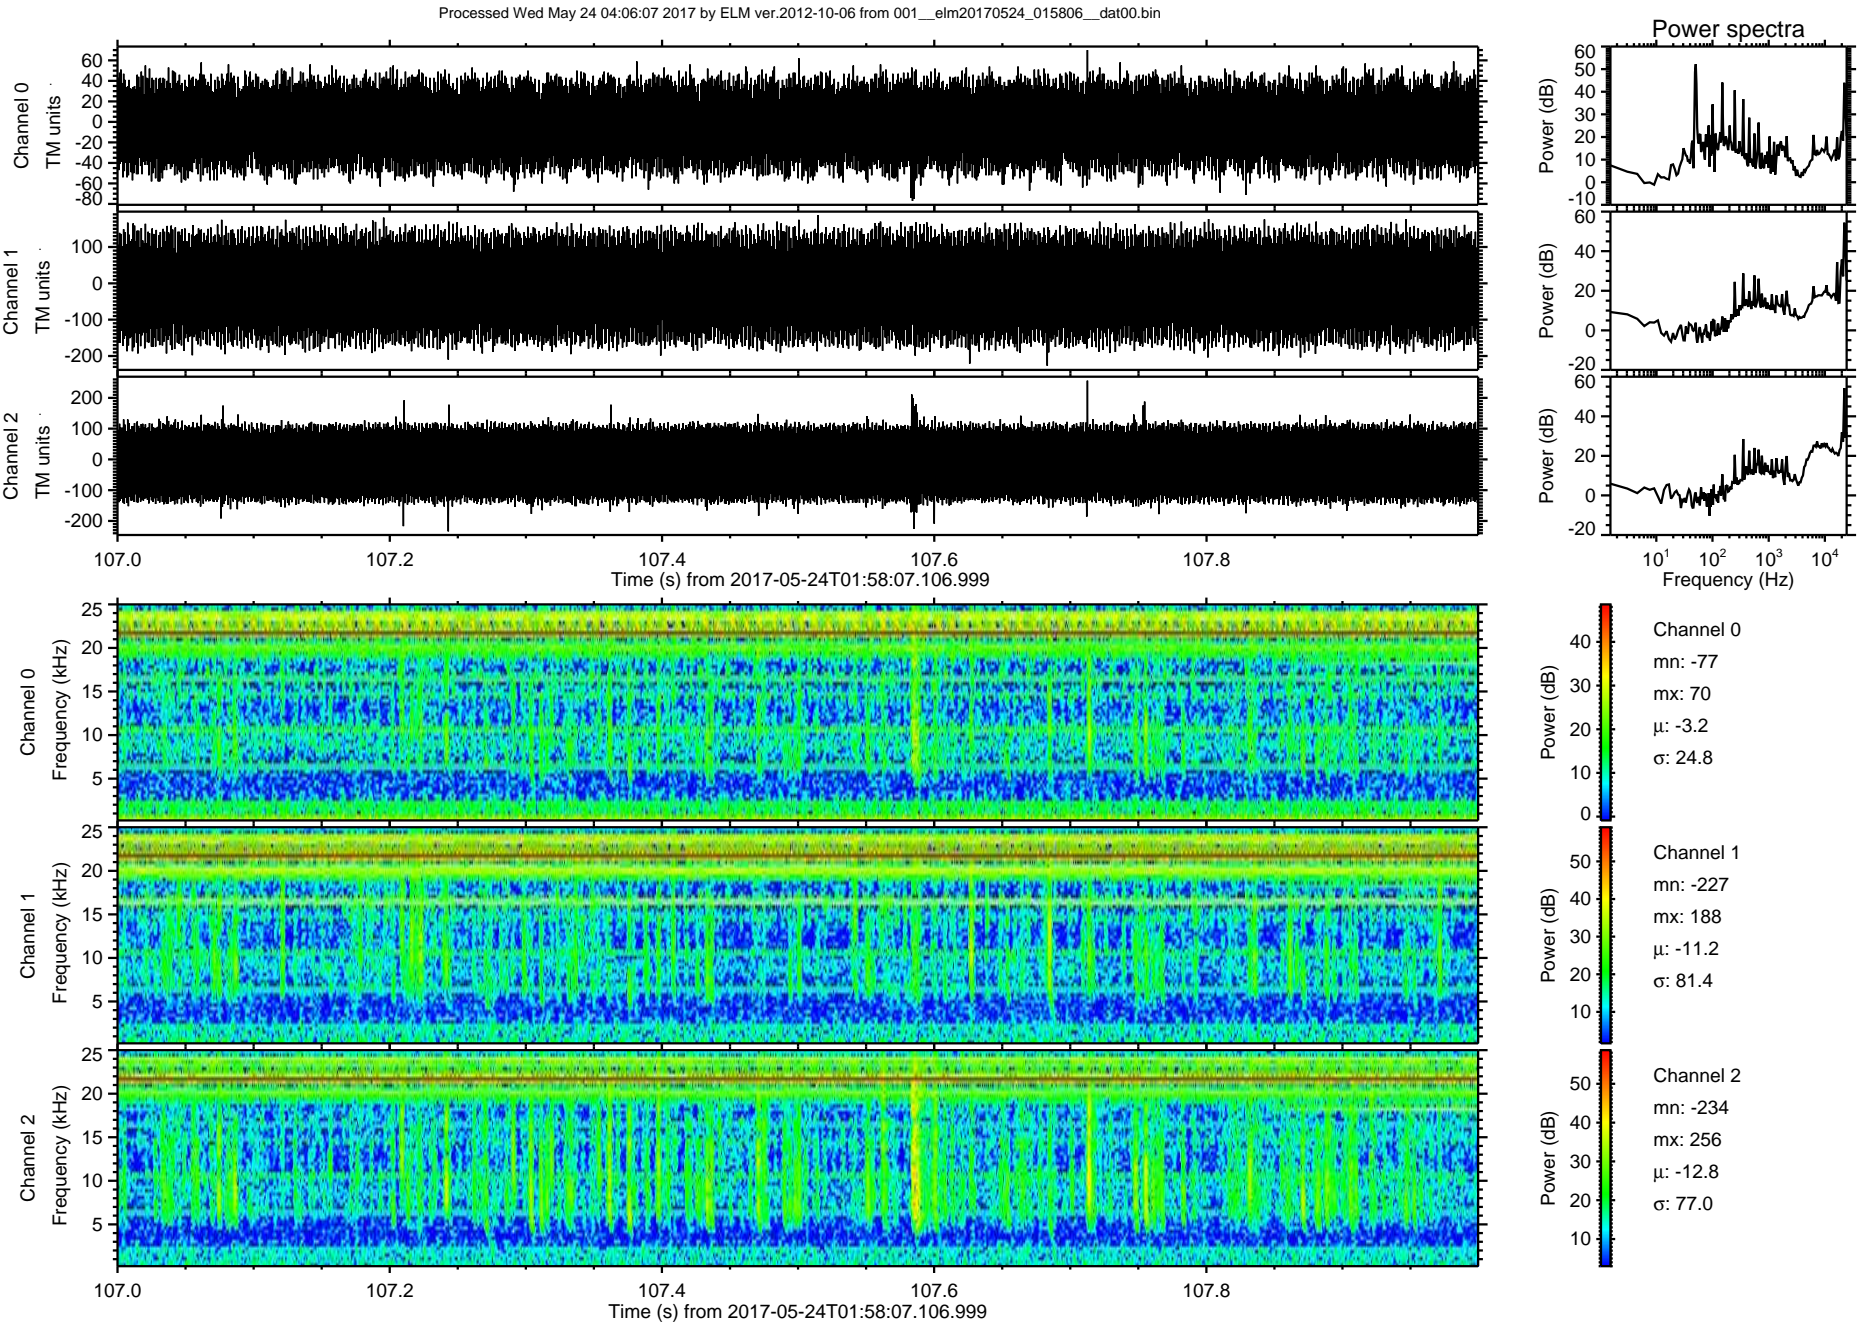 Processed Wed May 24 04:06:07 2017 by ELM ver.2012-10-06 from 001__elm20170524_015806__dat00.bin
Power spectra
Channel 0
TM units
60
40
20
0
-20
-40
-60
-80
Power (dB)
60
50
40
30
20
10
0
-10
Channel 1
TM units
100
0
-100
-200
Power (dB)
60
40
20
0
-20
Channel 2
TM units
200
100
0
-100
-200
Power (dB)
60
40
20
0
-20
107.0
107.2
107.4
107.6
107.8
Time (s) from 2017-05-24T01:58:07.106.999
10^1
10^2
10^3
10^4
Frequency (Hz)
Channel 0
Frequency (kHz)
25
20
15
10
5
Power (dB)
40
30
20
10
0
Channel 0
mn: -77
mx: 70
μ: -3.2
σ: 24.8
Channel 1
Frequency (kHz)
25
20
15
10
5
Power (dB)
50
40
30
20
10
Channel 1
mn: -227
mx: 188
μ: -11.2
σ: 81.4
Channel 2
Frequency (kHz)
25
20
15
10
5
Power (dB)
50
40
30
20
10
Channel 2
mn: -234
mx: 256
μ: -12.8
σ: 77.0
107.0
107.2
107.4
107.6
107.8
Time (s) from 2017-05-24T01:58:07.106.999